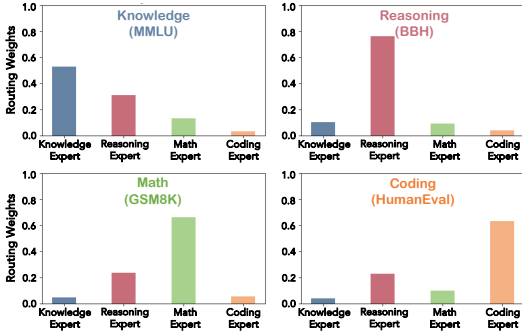 Knowledge
(MMLU)
Routing Weights
1.0
0.8
0.6
0.4
0.2
0.0
Knowledge Expert
Reasoning Expert
Math Expert
Coding Expert
Reasoning
(BBH)
1.0
0.8
0.6
0.4
0.2
0.0
Knowledge Expert
Reasoning Expert
Math Expert
Coding Expert
Math
(GSM8K)
Routing Weights
1.0
0.8
0.6
0.4
0.2
0.0
Knowledge Expert
Reasoning Expert
Math Expert
Coding Expert
Coding
(HumanEval)
1.0
0.8
0.6
0.4
0.2
0.0
Knowledge Expert
Reasoning Expert
Math Expert
Coding Expert